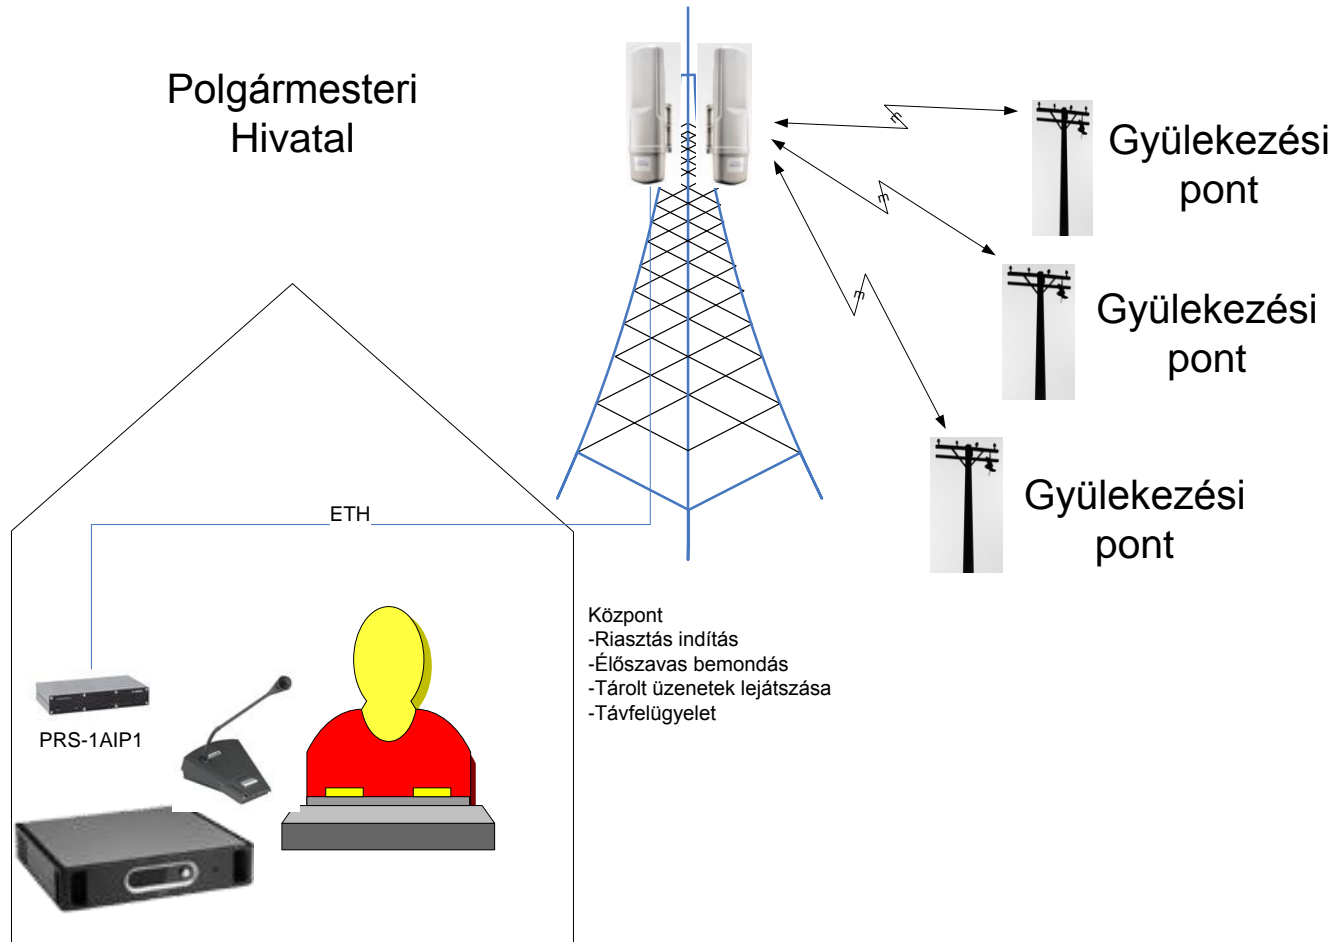 Polgármesteri
Hivatal
Gyülekezési
pont
Gyülekezési
pont
Gyülekezési
pont
ETH
Központ
-Riasztás indítás
-Élőszavas bemondás
-Tárolt üzenetek lejátszása
-Távfelügyelet
PRS-1AIP1